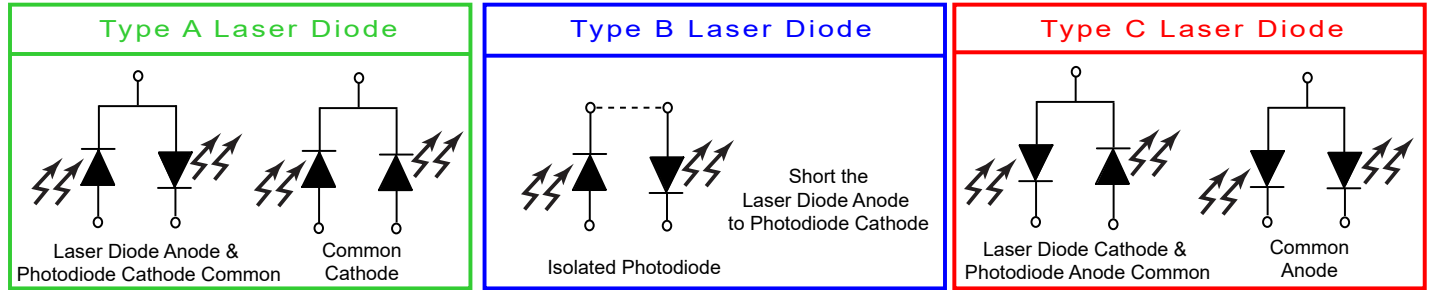 Type A Laser Diode
Laser Diode Anode &
Photodiode Cathode Common
Common
Cathode
Type B Laser Diode
Isolated Photodiode
Short the
Laser Diode Anode
to Photodiode Cathode
Type C Laser Diode
Laser Diode Cathode &
Photodiode Anode Common
Common
Anode